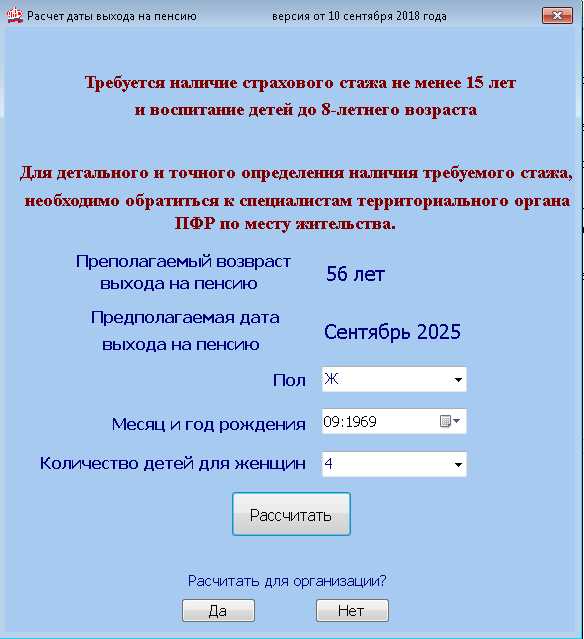 Расчет даты выхода на пенсию версия от 10 сентября 2018 года
Требуется наличие страхового стажа не менее 15 лет
и воспитание детей до 8-летнего возраста
Для детального и точного определения наличия требуемого стажа,
необходимо обратиться к специалистам территориального органа
ПФР по месту жительства.
Преполагаемый возвраст
выхода на пенсию
56 лет
Предполагаемая дата
выхода на пенсию
Сентябрь 2025
Пол Ж
Месяц и год рождения 09:1969
Количество детей для женщин 4
Рассчитать
Расчитать для организации?
Да Нет